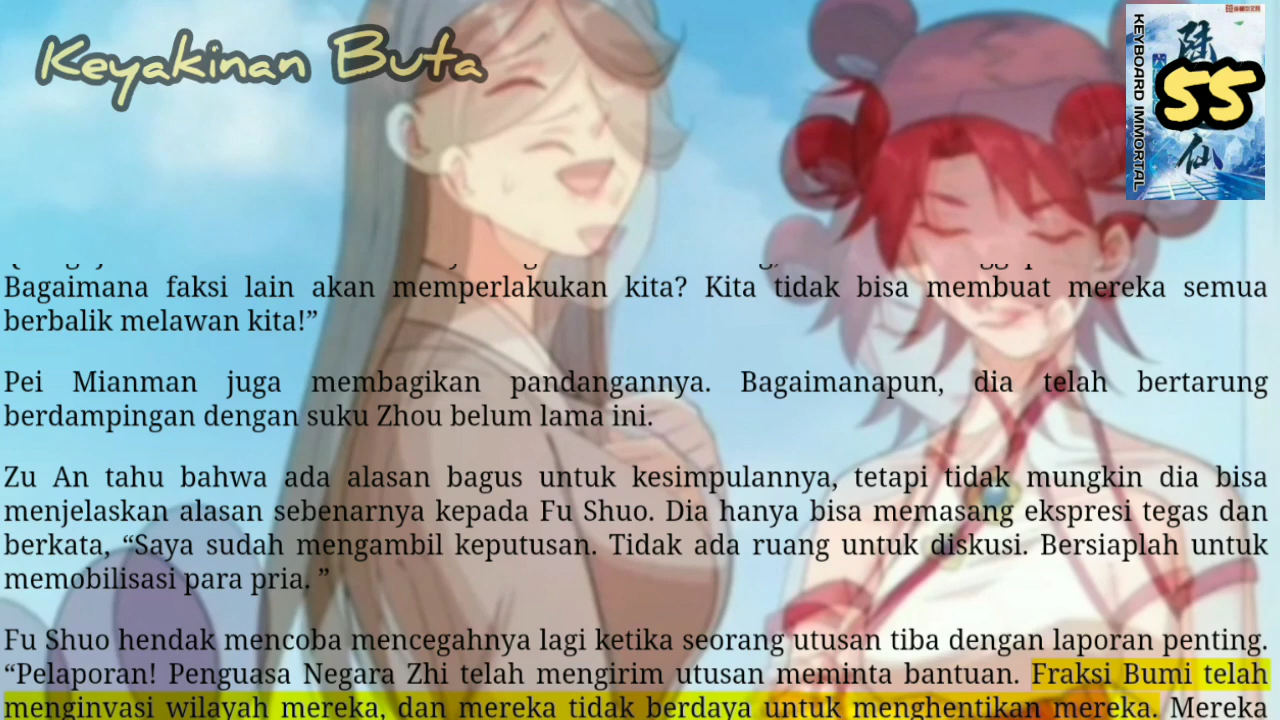 Keyakinan Buta
KEYBOARD IMMORTAL
55
Bagaimana faksi lain akan memperlakukan kita? Kita tidak bisa membuat mereka semua
berbalik melawan kita!”
Pei Mianman juga membagikan pandangannya. Bagaimanapun, dia telah bertarung
berdampingan dengan suku Zhou belum lama ini.
Zu An tahu bahwa ada alasan bagus untuk kesimpulannya, tetapi tidak mungkin dia bisa
menjelaskan alasan sebenarnya kepada Fu Shuo. Dia hanya bisa memasang ekspresi tegas dan
berkata, “Saya sudah mengambil keputusan. Tidak ada ruang untuk diskusi. Bersiaplah untuk
memobilisasi para pria. ”
Fu Shuo hendak mencoba mencegahnya lagi ketika seorang utusan tiba dengan laporan penting.
“Pelaporan! Penguasa Negara Zhi telah mengirim utusan meminta bantuan. Fraksi Bumi telah
menginvasi wilayah mereka, dan mereka tidak berdaya untuk menghentikan mereka. Mereka